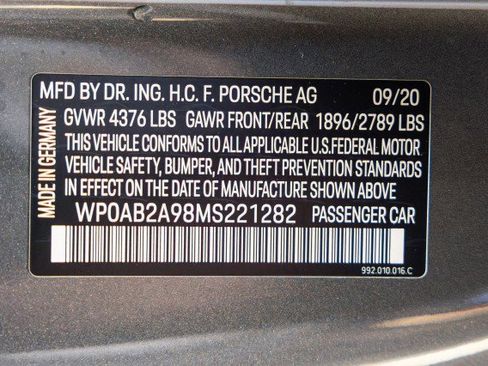 MFD BY DR. ING. H.C. F. PORSCHE AG 09/20
GVWR 4376 LBS GAWR FRONT/REAR 1896/2789 LBS
THIS VEHICLE CONFORMS TO ALL APPLICABLE U.S.FEDERAL MOTOR
VEHICLE SAFETY, BUMPER, AND THEFT PREVENTION STANDARDS
IN EFFECT ON THE DATE OF MANUFACTURE SHOWN ABOVE
WP0AB2A98MS221282 PASSENGER CAR
992.010.016.C
MADE IN GERMANY